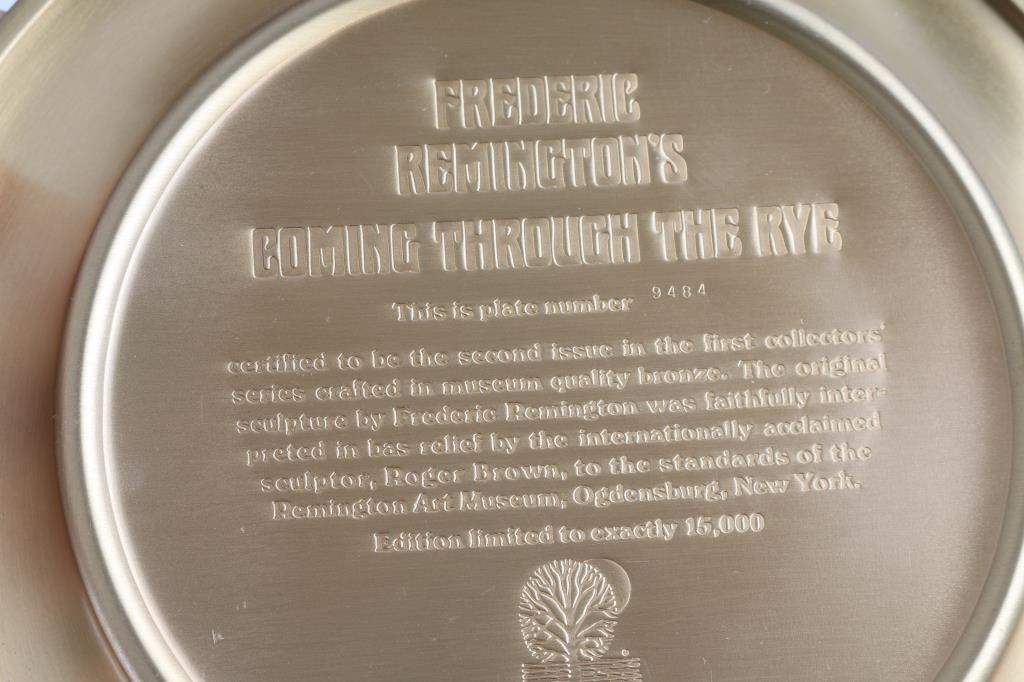 FREDERIC
REMINGTON'S
COMING THROUGH THE RYE
This is plate number 9484
certified to be the second issue in the first collectors'
series crafted in museum quality bronze. The original
sculpture by Frederic Remington was faithfully inter-
preted in bas relief by the internationally acclaimed
sculptor, Roger Brown, to the standards of the
Remington Art Museum, Ogdensburg, New York.
Edition limited to exactly 15,000